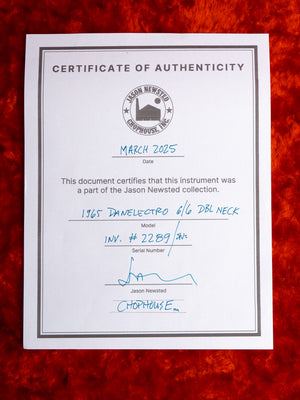 CERTIFICATE OF AUTHENTICITY
JASON NEWSTED
CHOPHOUSE INC.
MARCH 2025
Date
This document certifies that this instrument was
a part of the Jason Newsted collection.
1965 DANELECTRO 6/6 DBL NECK
Model
INV. # 2289/
Serial Number
Jason Newsted
CHOPHOUSE